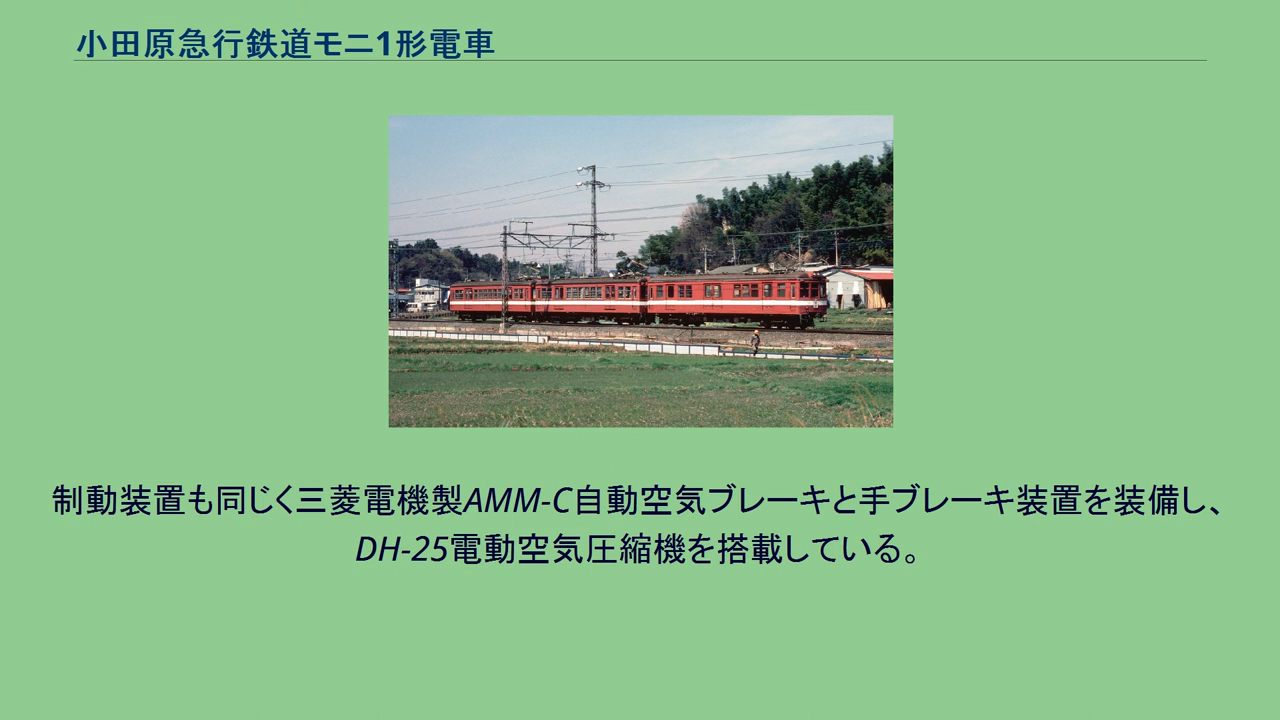 小田原急行鉄道モニ1形電車
制動装置も同じく三菱電機製AMM-C自動空気ブレーキと手ブレーキ装置を装備し、
DH-25電動空気圧縮機を搭載している。